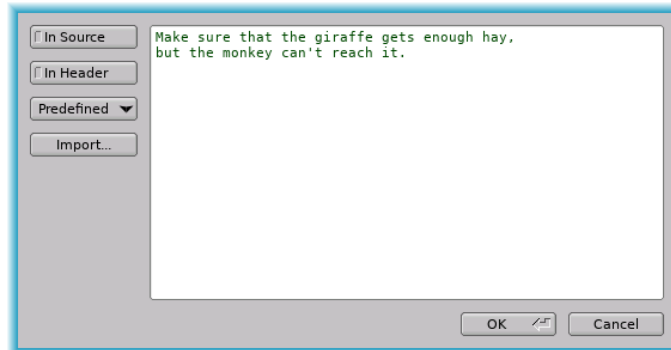 In Source
In Header
Predefined
Import...
Make sure that the giraffe gets enough hay,
but the monkey can't reach it.
OK
Cancel